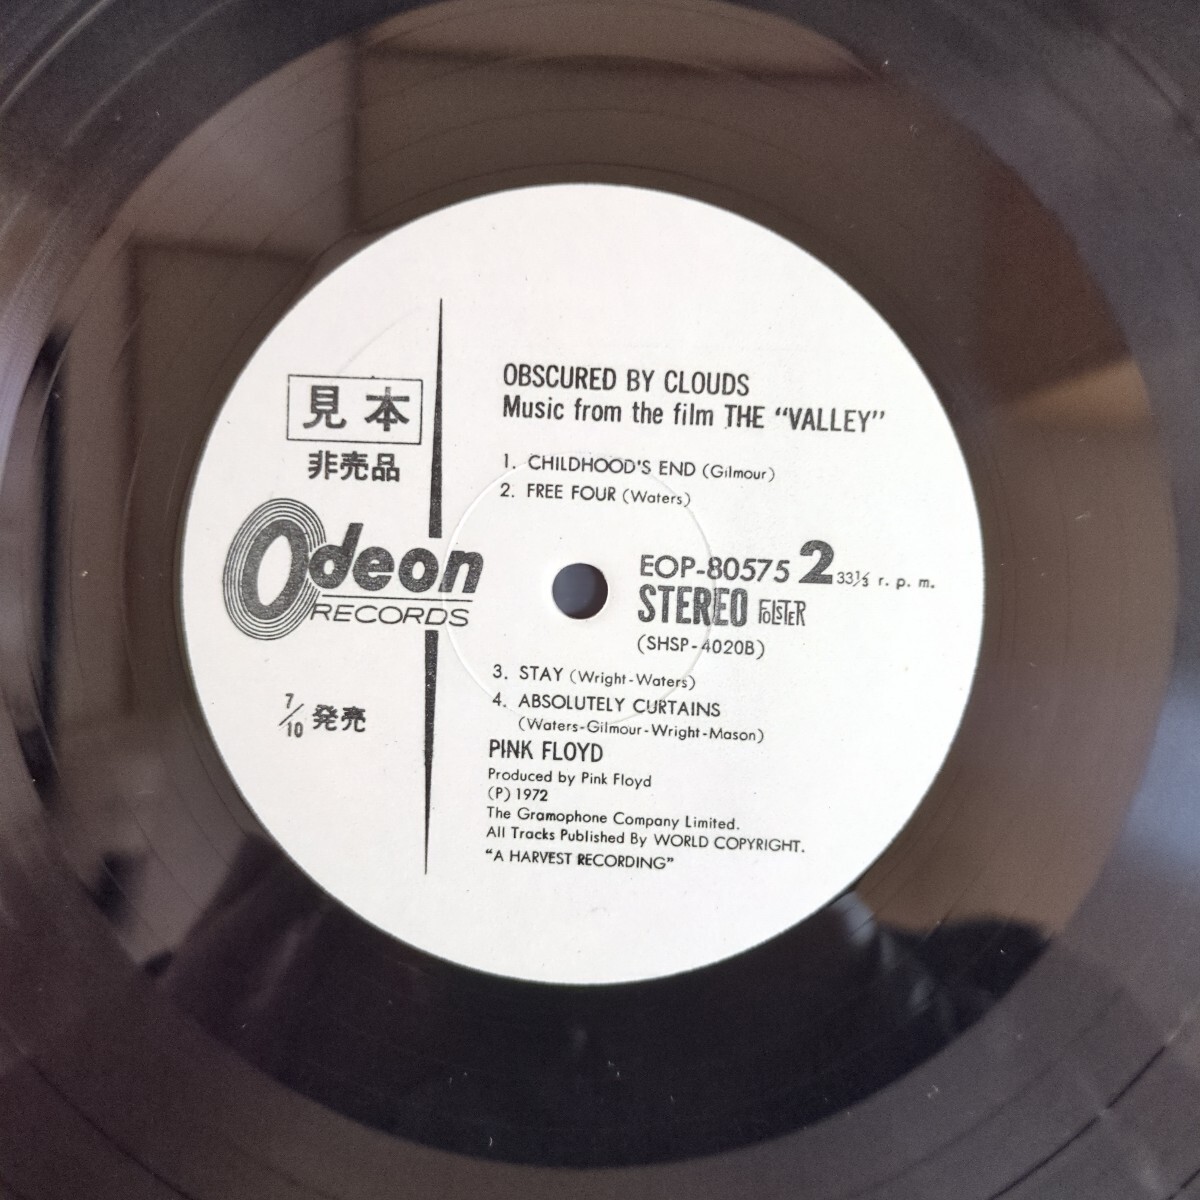 見本
非売品
Odeon
RECORDS
7/10 発売
OBSCURED BY CLOUDS
Music from the film THE "VALLEY"
1. CHILDHOOD'S END (Gilmour)
2. FREE FOUR (Waters)
EOP-80575 2 33⅓ r. p. m.
STEREO FOLSTER
(SHSP-4020B)
3. STAY (Wright-Waters)
4. ABSOLUTELY CURTAINS
(Waters-Gilmour-Wright-Mason)
PINK FLOYD
Produced by Pink Floyd
(P) 1972
The Gramophone Company Limited.
All Tracks Published By WORLD COPYRIGHT.
"A HARVEST RECORDING"